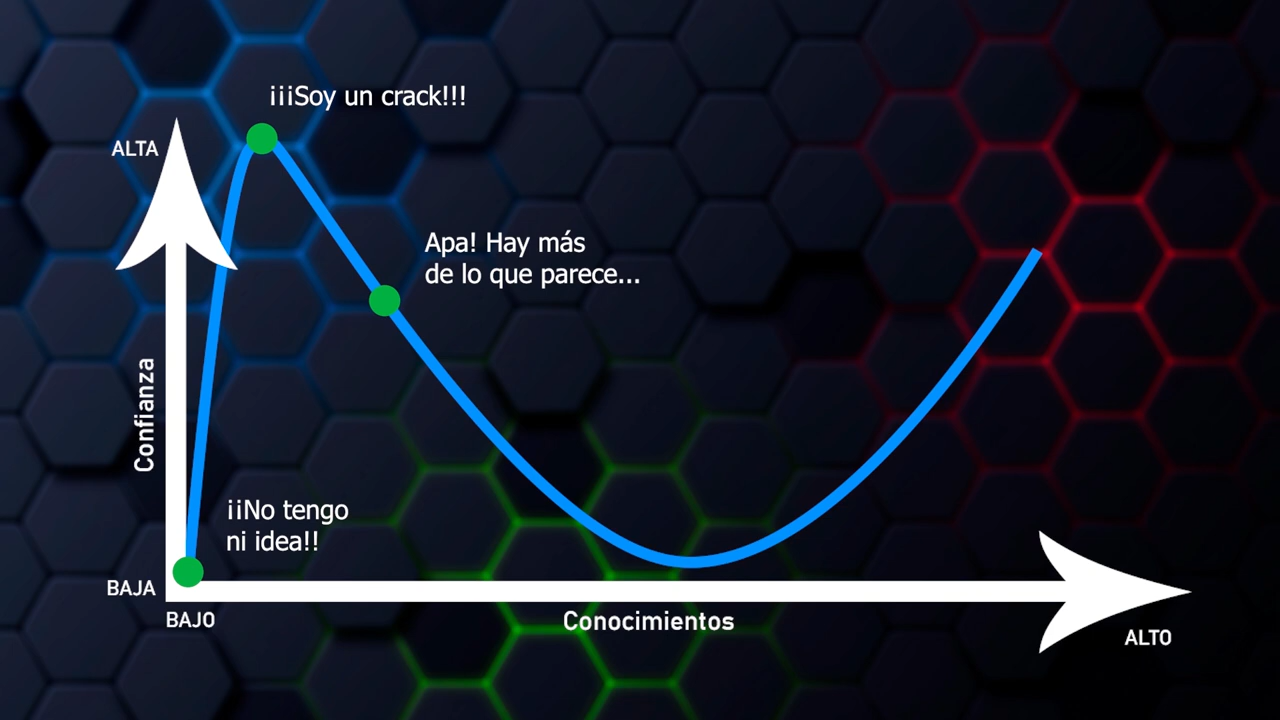 ¡¡¡Soy un crack!!!
ALTA
Apa! Hay más
de lo que parece...
Confianza
¡¡No tengo
ni idea!!
BAJA
BAJO
Conocimientos
ALTO